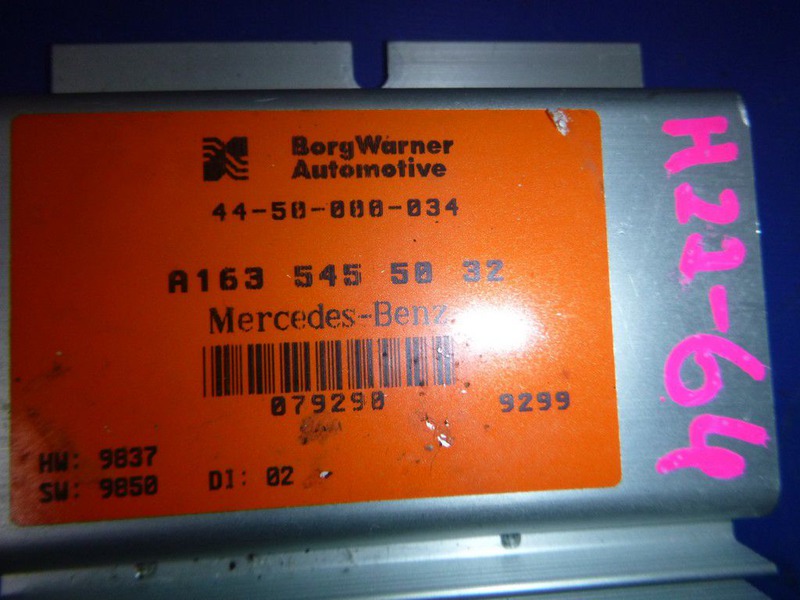 BorgWarner
Automotive
44-50-000-034
A163 545 50 32
Mercedes-Benz
079290 9299
HW: 9837
SW: 9850 DI: 02
H22-64